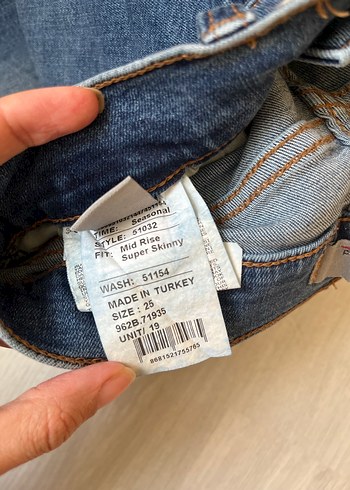 TIME: Seasonal
STYLE: 51032
FIT: Mid Rise
Super Skinny
WASH: 51154
MADE IN TURKEY
SIZE : 25
962B.71935
UNIT/ 19
8681521755765